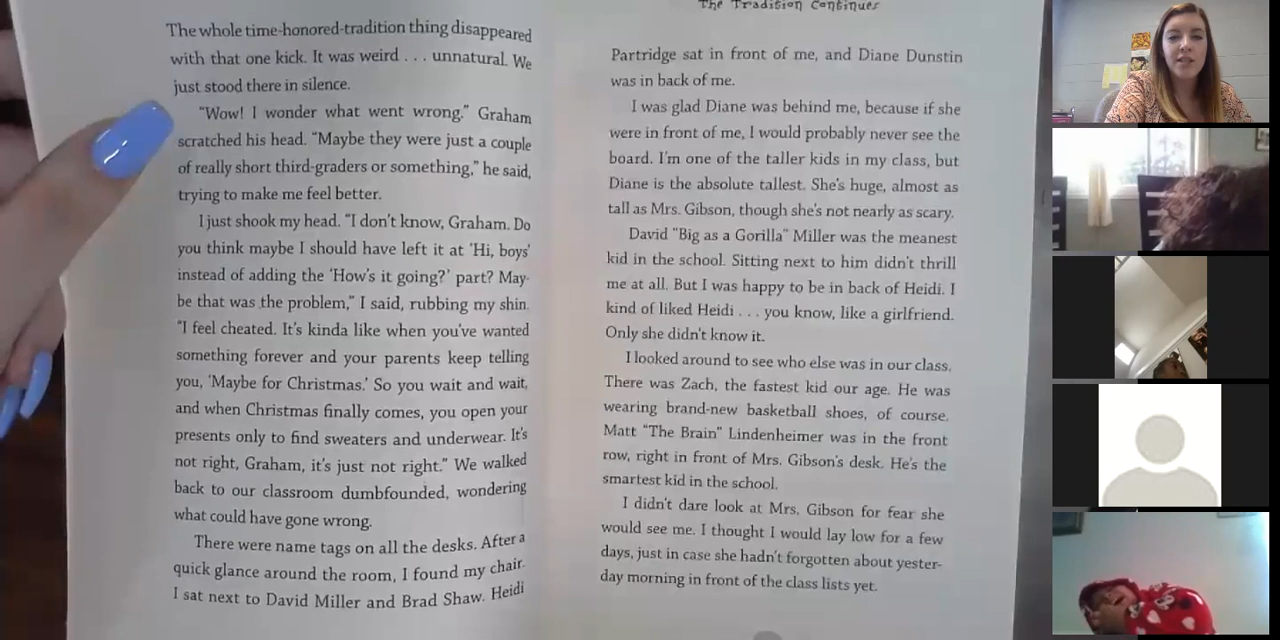 The whole time-honored-tradition thing disappeared
with that one kick. It was weird . . . unnatural. We
just stood there in silence.
"Wow! I wonder what went wrong." Graham
scratched his head. "Maybe they were just a couple
of really short third-graders or something," he said,
trying to make me feel better.
I just shook my head. "I don't know, Graham. Do
you think maybe I should have left it at 'Hi, boys'
instead of adding the 'How's it going?' part? May-
be that was the problem," I said, rubbing my shin.
"I feel cheated. It's kinda like when you've wanted
something forever and your parents keep telling
you, 'Maybe for Christmas.' So you wait and wait,
and when Christmas finally comes, you open your
presents only to find sweaters and underwear. It's
not right, Graham, it's just not right." We walked
back to our classroom dumbfounded, wondering
what could have gone wrong.
There were name tags on all the desks. After a
quick glance around the room, I found my chair.
I sat next to David Miller and Brad Shaw. Heidi
The Tradition Continues
Partridge sat in front of me, and Diane Dunstin
was in back of me.
I was glad Diane was behind me, because if she
were in front of me, I would probably never see the
board. I'm one of the taller kids in my class, but
Diane is the absolute tallest. She's huge, almost as
tall as Mrs. Gibson, though she's not nearly as scary.
David "Big as a Gorilla" Miller was the meanest
kid in the school. Sitting next to him didn't thrill
me at all. But I was happy to be in back of Heidi. I
kind of liked Heidi . . . you know, like a girlfriend.
Only she didn't know it.
I looked around to see who else was in our class.
There was Zach, the fastest kid our age. He was
wearing brand-new basketball shoes, of course.
Matt "The Brain" Lindenheimer was in the front
row, right in front of Mrs. Gibson's desk. He's the
smartest kid in the school.
I didn't dare look at Mrs. Gibson for fear she
would see me. I thought I would lay low for a few
days, just in case she hadn't forgotten about yester-
day morning in front of the class lists yet.